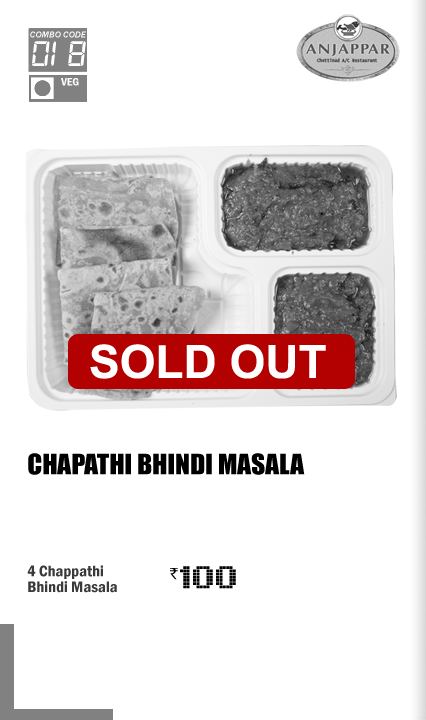 COMBO CODE
018
VEG
ANJAPPAR
Chettinad A/C Restaurant
SOLD OUT
CHAPATHI BHINDI MASALA
4 Chappathi
Bhindi Masala
₹100